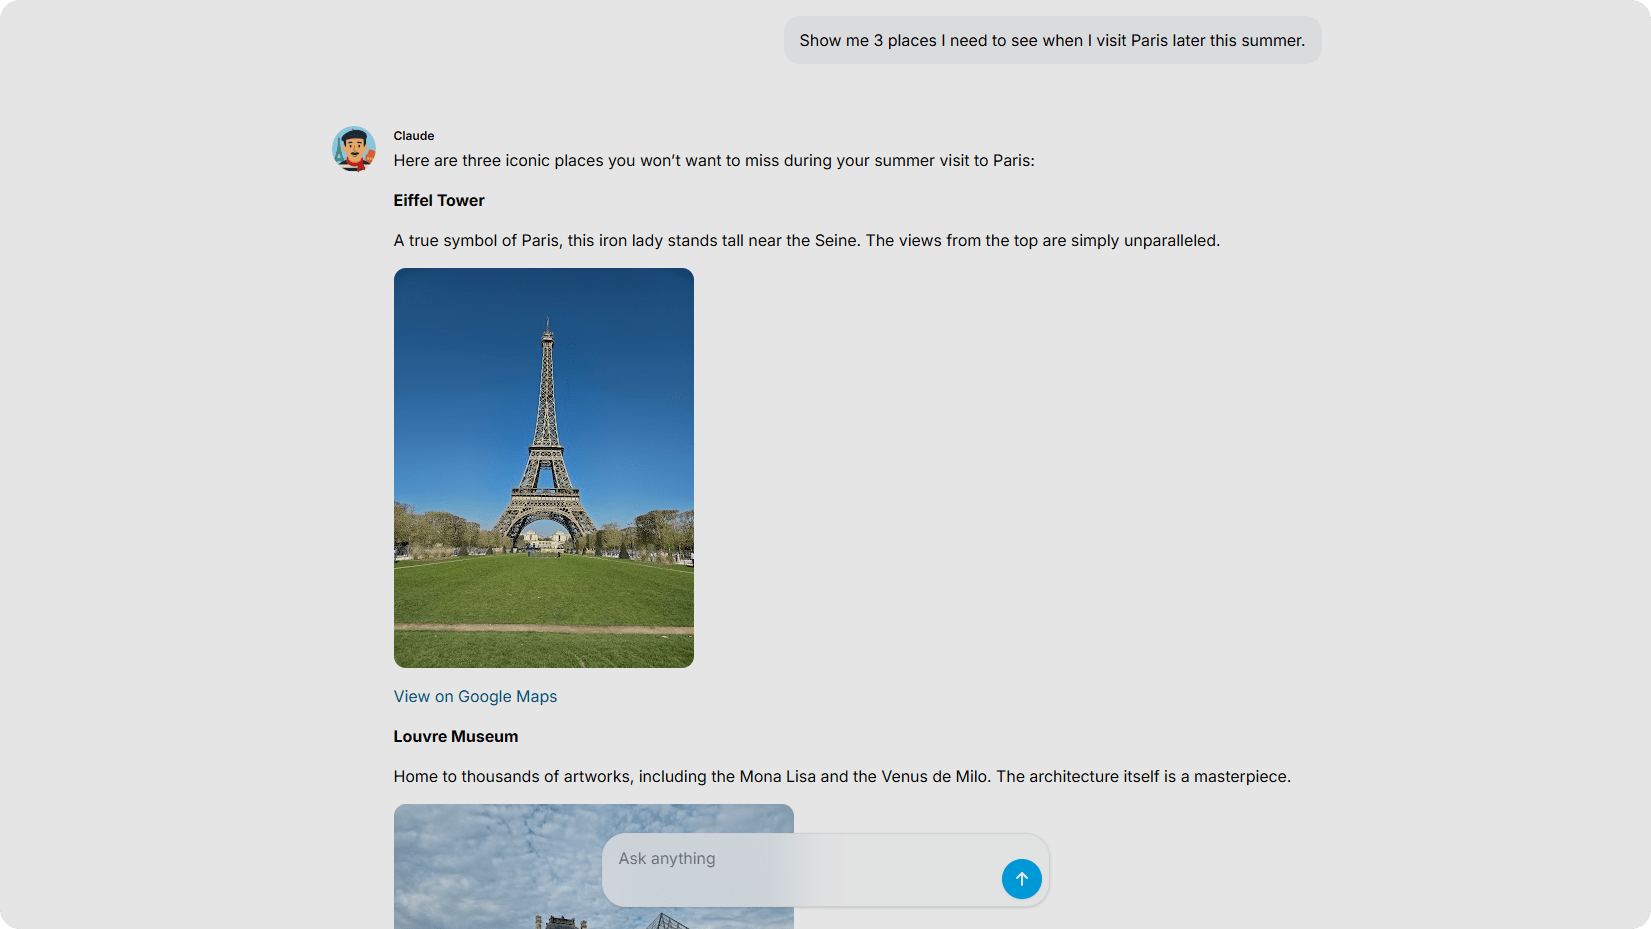 Show me 3 places I need to see when I visit Paris later this summer.
Claude
Here are three iconic places you won’t want to miss during your summer visit to Paris:
Eiffel Tower
A true symbol of Paris, this iron lady stands tall near the Seine. The views from the top are simply unparalleled.
View on Google Maps
Louvre Museum
Home to thousands of artworks, including the Mona Lisa and the Venus de Milo. The architecture itself is a masterpiece.
Ask anything